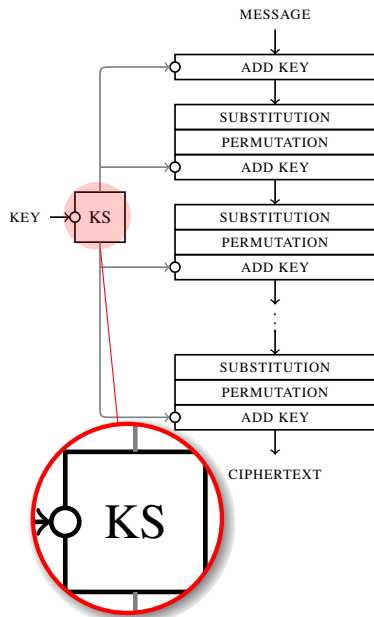 MESSAGE
ADD KEY
SUBSTITUTION
PERMUTATION
ADD KEY
KEY
KS
SUBSTITUTION
PERMUTATION
ADD KEY
SUBSTITUTION
PERMUTATION
ADD KEY
CIPHERTEXT
KS